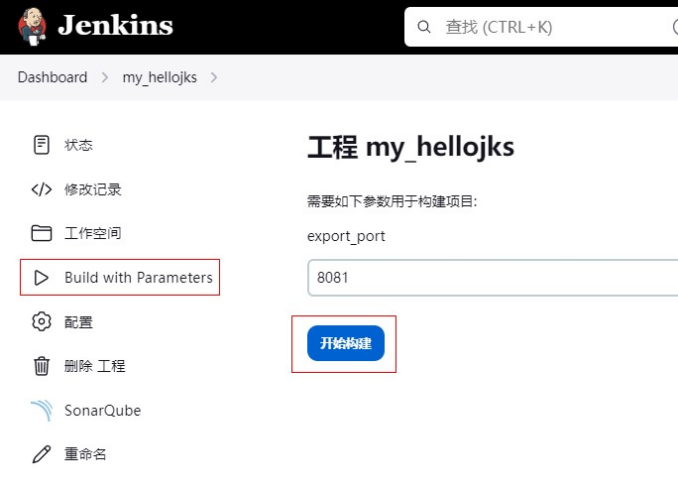 Jenkins
查找 (CTRL+K)
Dashboard > my_hellojks >
状态
修改记录
工作空间
Build with Parameters
配置
删除 工程
SonarQube
重命名
工程 my_hellojks
需要如下参数用于构建项目:
export_port
8081
开始构建